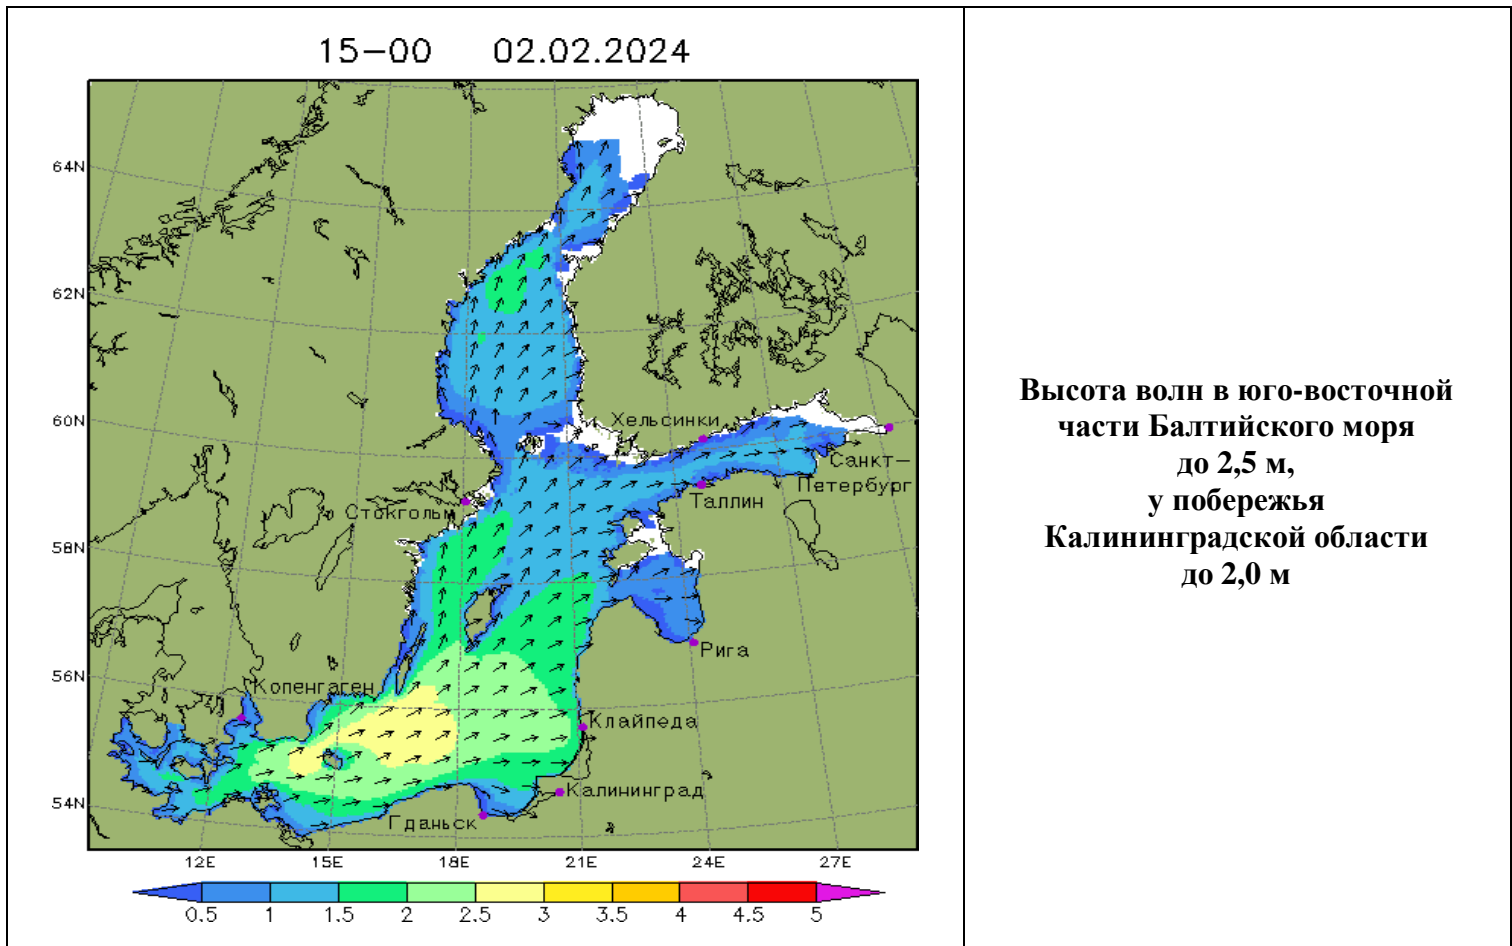 15-00 02.02.2024
64N
62N
60N
58N
56N
54N
Хельсинки
Санкт-
Петербург
Таллин
Стокгольм
Рига
Копенгаген
Клайпеда
Калининград
Гданьск
12E 15E 18E 21E 24E 27E
0.5 1 1.5 2 2.5 3 3.5 4 4.5 5
Высота волн в юго-восточной
части Балтийского моря
до 2,5 м,
у побережья
Калининградской области
до 2,0 м